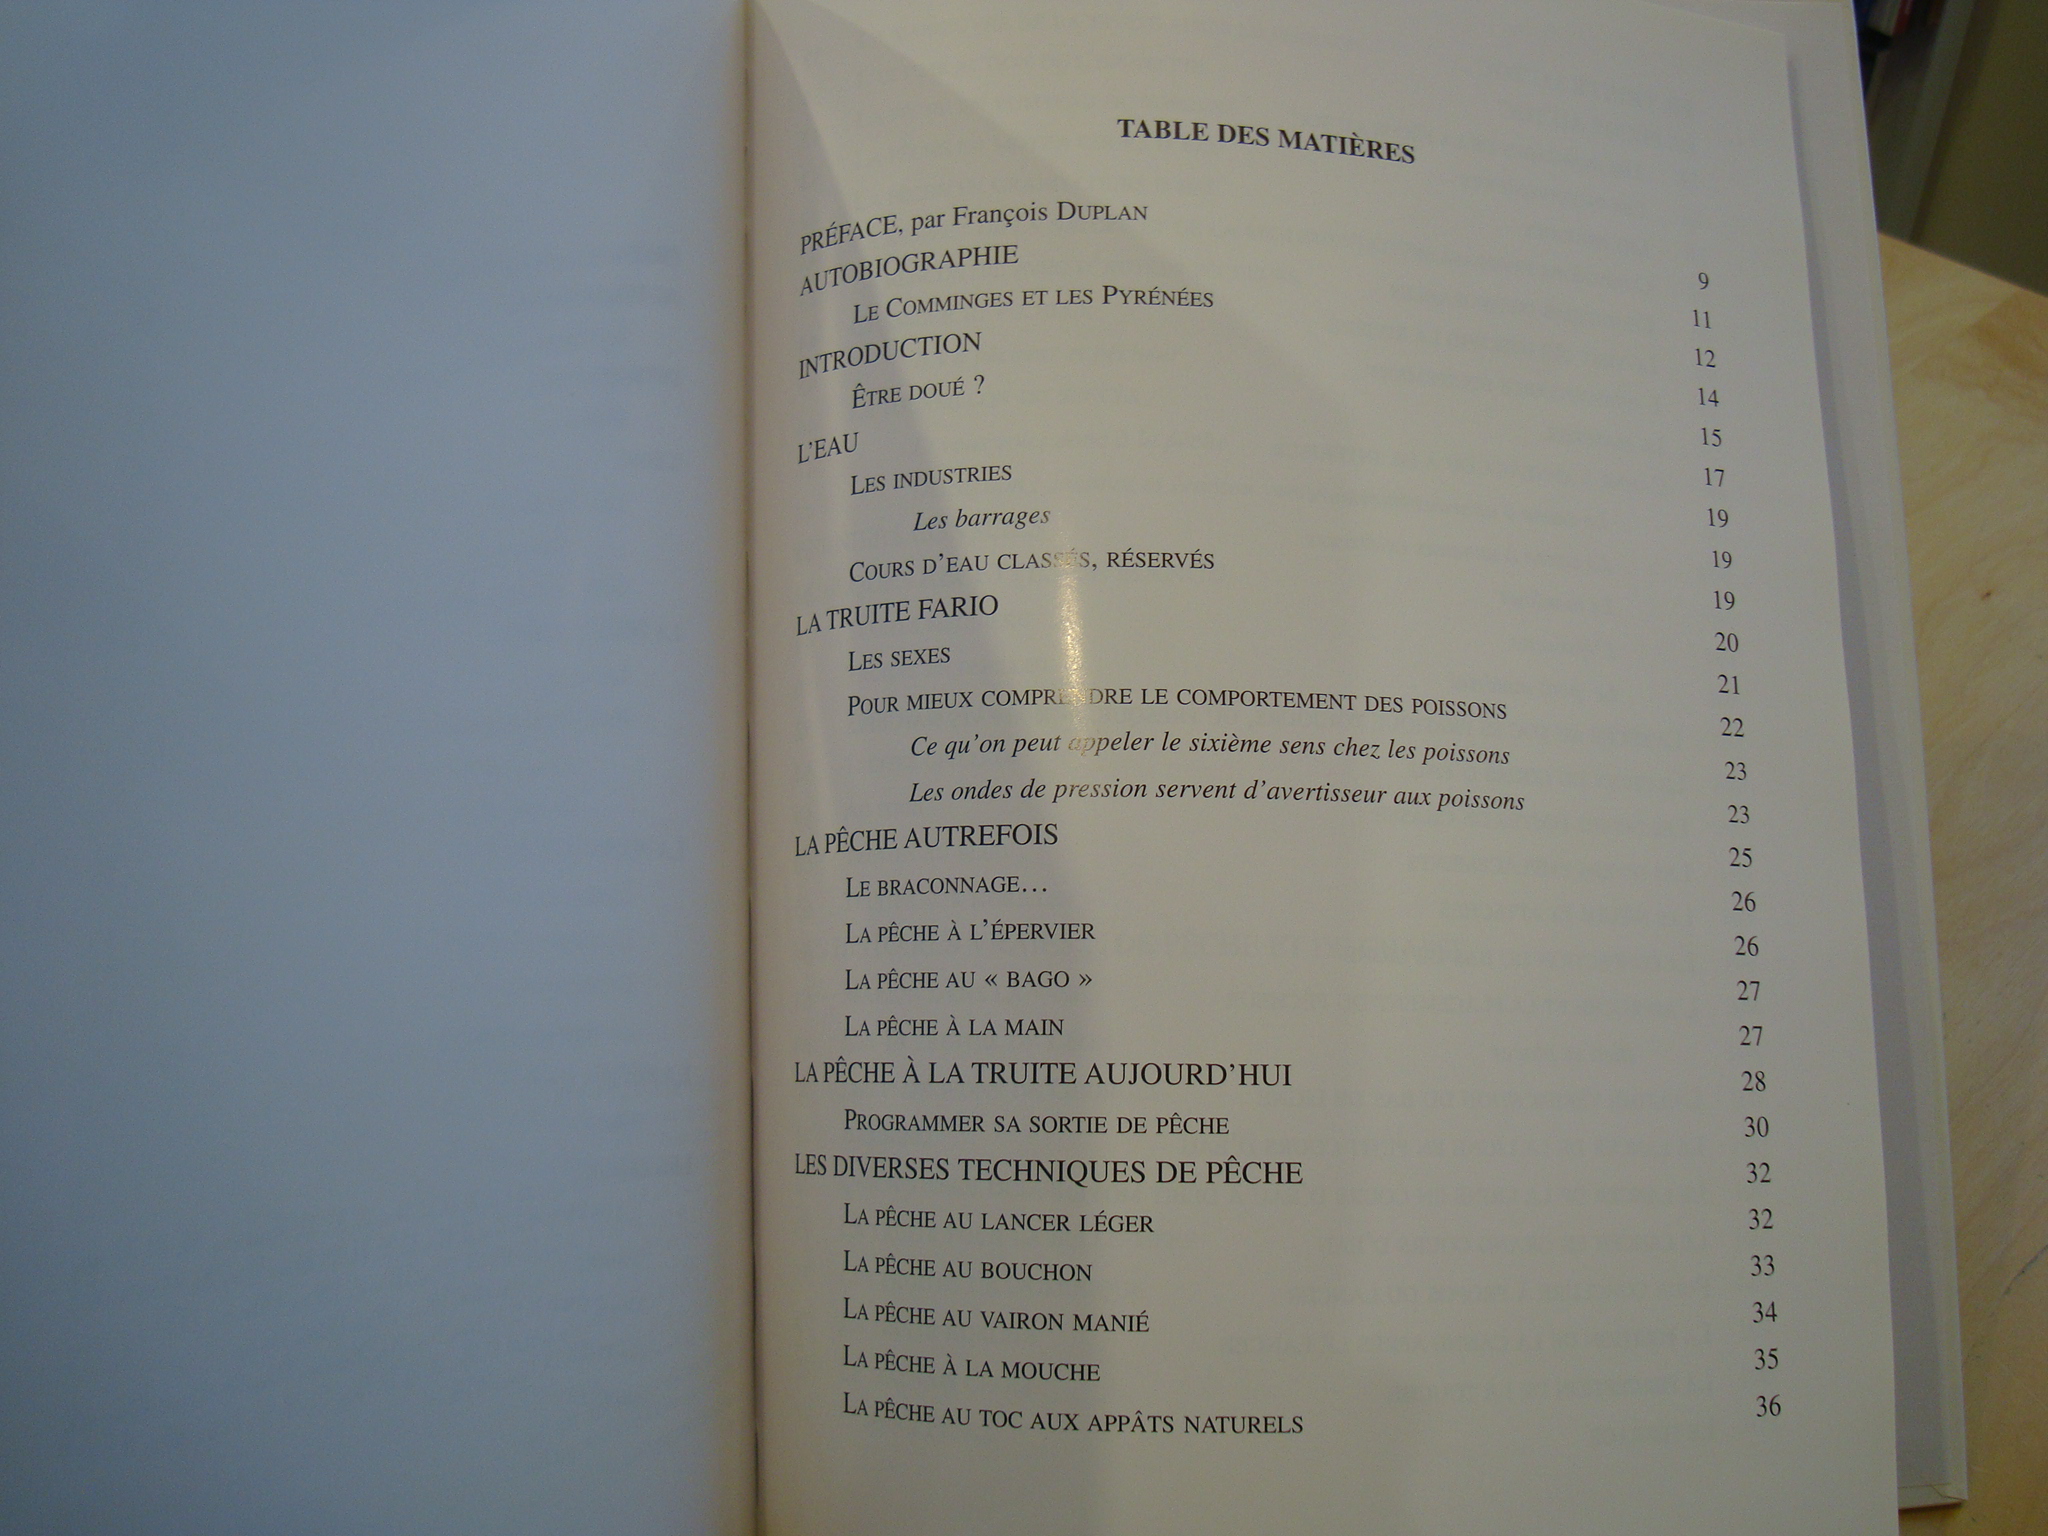 TABLE DES MATIÈRES
PRÉFACE, par François DUPLAN 9
AUTOBIOGRAPHIE 11
LE COMMINGES ET LES PYRÉNÉES 12
INTRODUCTION 14
ÊTRE DOUÉ ? 15
L'EAU 17
LES INDUSTRIES 19
Les barrages 19
COURS D'EAU CLASSÉS, RÉSERVÉS 19
LA TRUITE FARIO 20
LES SEXES 21
POUR MIEUX COMPRENDRE LE COMPORTEMENT DES POISSONS 22
Ce qu'on peut appeler le sixième sens chez les poissons 23
Les ondes de pression servent d'avertisseur aux poissons 23
LA PÊCHE AUTREFOIS 25
LE BRACONNAGE... 26
LA PÊCHE À L'ÉPERVIER 26
LA PÊCHE AU « BAGO » 27
LA PÊCHE À LA MAIN 27
LA PÊCHE À LA TRUITE AUJOURD'HUI 28
PROGRAMMER SA SORTIE DE PÊCHE 30
LES DIVERSES TECHNIQUES DE PÊCHE 32
LA PÊCHE AU LANCER LÉGER 32
LA PÊCHE AU BOUCHON 33
LA PÊCHE AU VAIRON MANIÉ 34
LA PÊCHE À LA MOUCHE 35
LA PÊCHE AU TOC AUX APPÂTS NATURELS 36